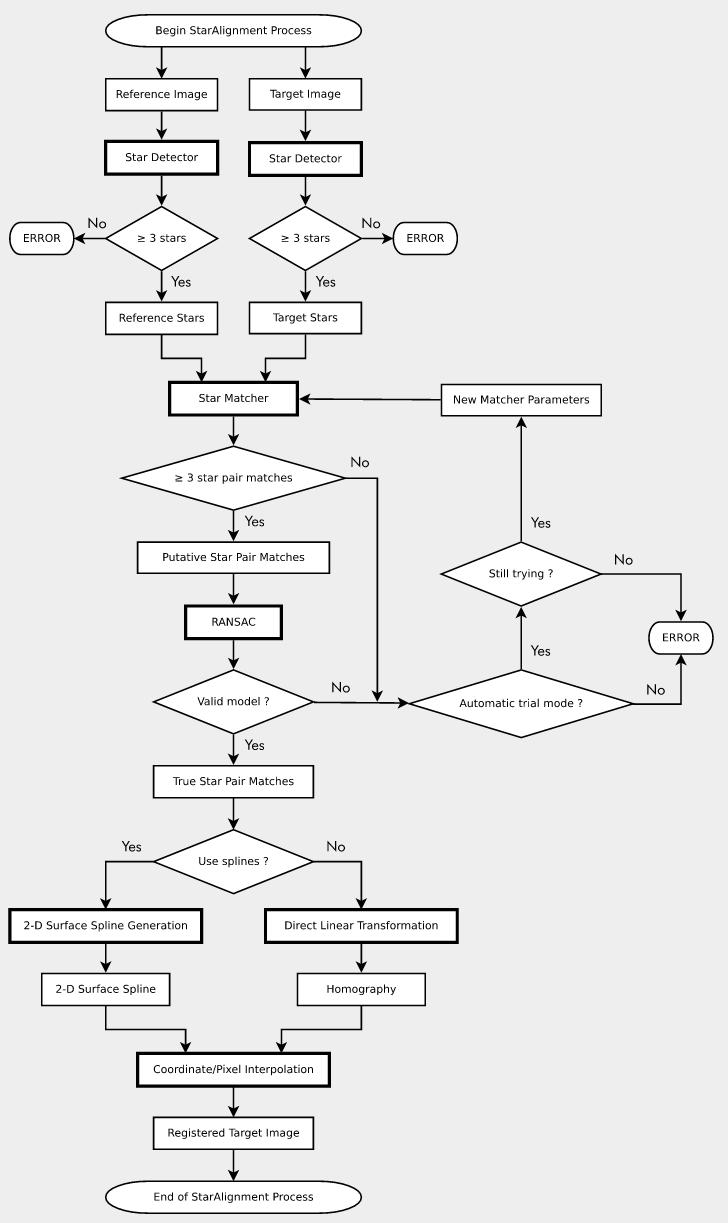 Begin StarAlignment Process
Reference Image
Target Image
Star Detector
Star Detector
No
No
ERROR
≥ 3 stars
≥ 3 stars
ERROR
Yes
Yes
Reference Stars
Target Stars
Star Matcher
New Matcher Parameters
No
≥ 3 star pair matches
Yes
Yes
Putative Star Pair Matches
No
Still trying ?
RANSAC
ERROR
Yes
No
No
Valid model ?
Automatic trial mode ?
Yes
True Star Pair Matches
Yes
No
Use splines ?
2-D Surface Spline Generation
Direct Linear Transformation
2-D Surface Spline
Homography
Coordinate/Pixel Interpolation
Registered Target Image
End of StarAlignment Process